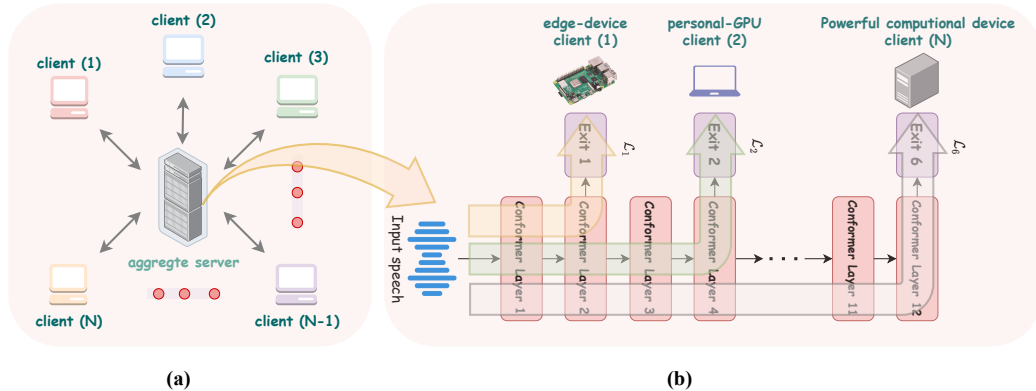 client (2)
client (1)
client (3)
aggregte server
client (N)
client (N-1)
(a)
edge-device
client (1)
personal-GPU
client (2)
Powerful computional device
client (N)
Exit 1
ℒ1
Exit 2
ℒ2
Exit 6
ℒ6
Input speech
Conformer Layer 1
Conformer Layer 2
Conformer Layer 3
Conformer Layer 4
. . .
Conformer Layer 11
Conformer Layer 12
(b)